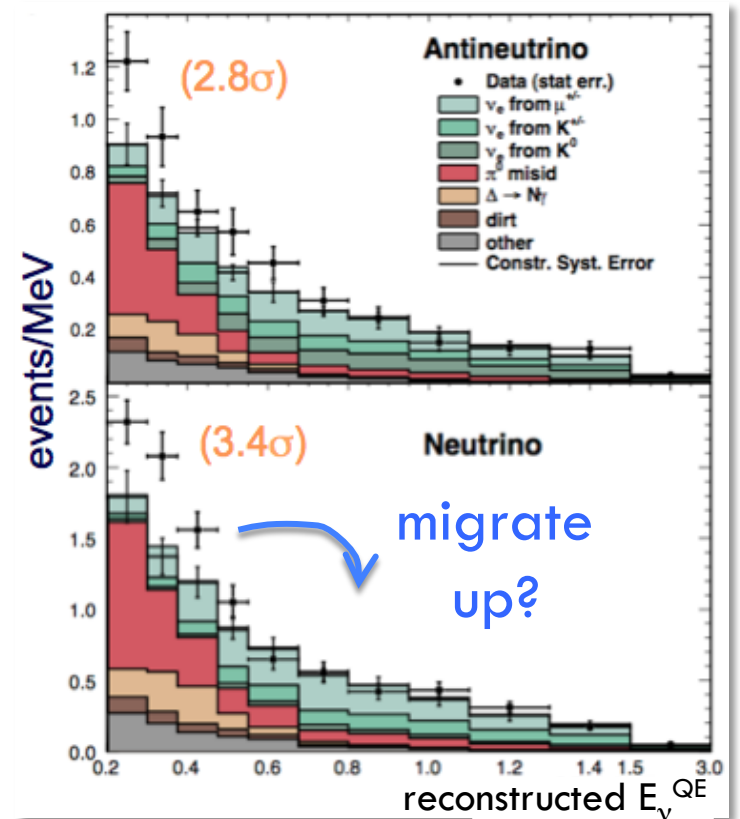 Antineutrino
(2.8σ)
Data (stat err.)
νe from μ+/-
νe from K+/-
νe from K0
π0 misid
Δ → Nγ
dirt
other
Constr. Syst. Error
1.2
1.0
0.8
0.6
0.4
0.2
events/MeV
2.5
2.0
1.5
1.0
0.5
0.0
(3.4σ)
Neutrino
migrate
up?
0.2 0.4 0.6 0.8 1.0 1.2 1.4 1.5 3.0
reconstructed EνQE